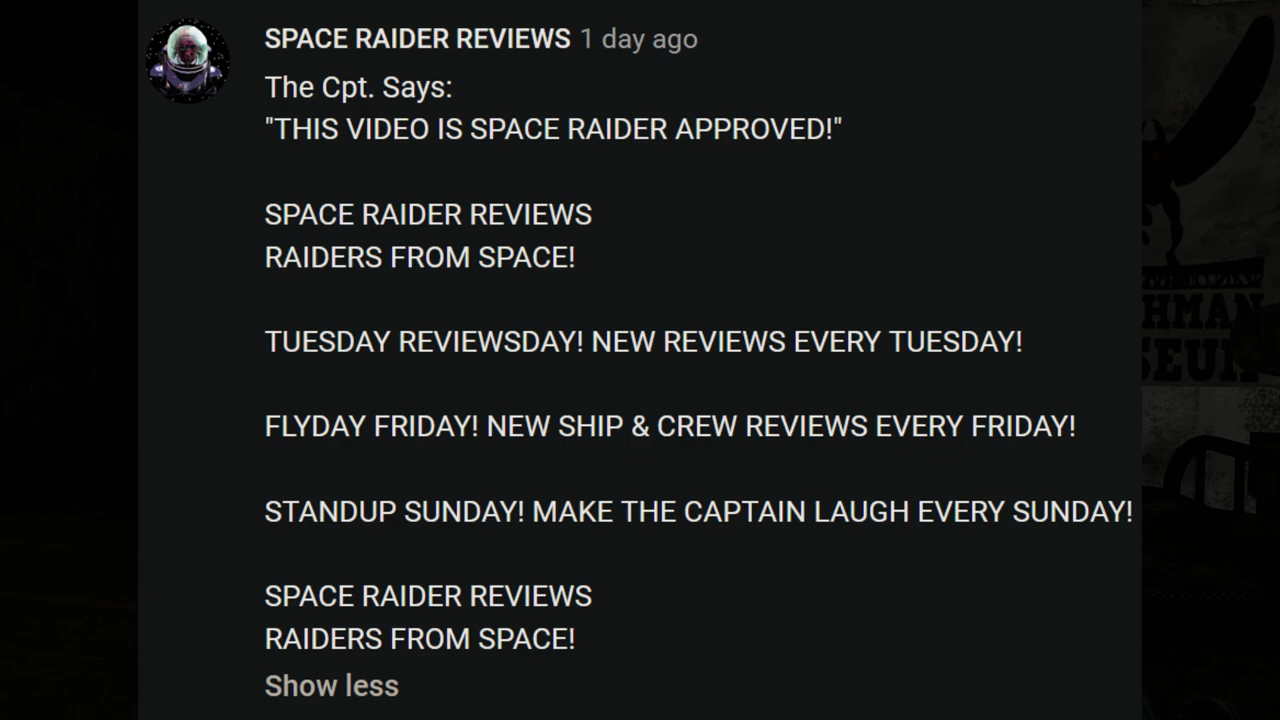 SPACE RAIDER REVIEWS 1 day ago
The Cpt. Says:
"THIS VIDEO IS SPACE RAIDER APPROVED!"
SPACE RAIDER REVIEWS
RAIDERS FROM SPACE!
TUESDAY REVIEWSDAY! NEW REVIEWS EVERY TUESDAY!
FLYDAY FRIDAY! NEW SHIP & CREW REVIEWS EVERY FRIDAY!
STANDUP SUNDAY! MAKE THE CAPTAIN LAUGH EVERY SUNDAY!
SPACE RAIDER REVIEWS
RAIDERS FROM SPACE!
Show less